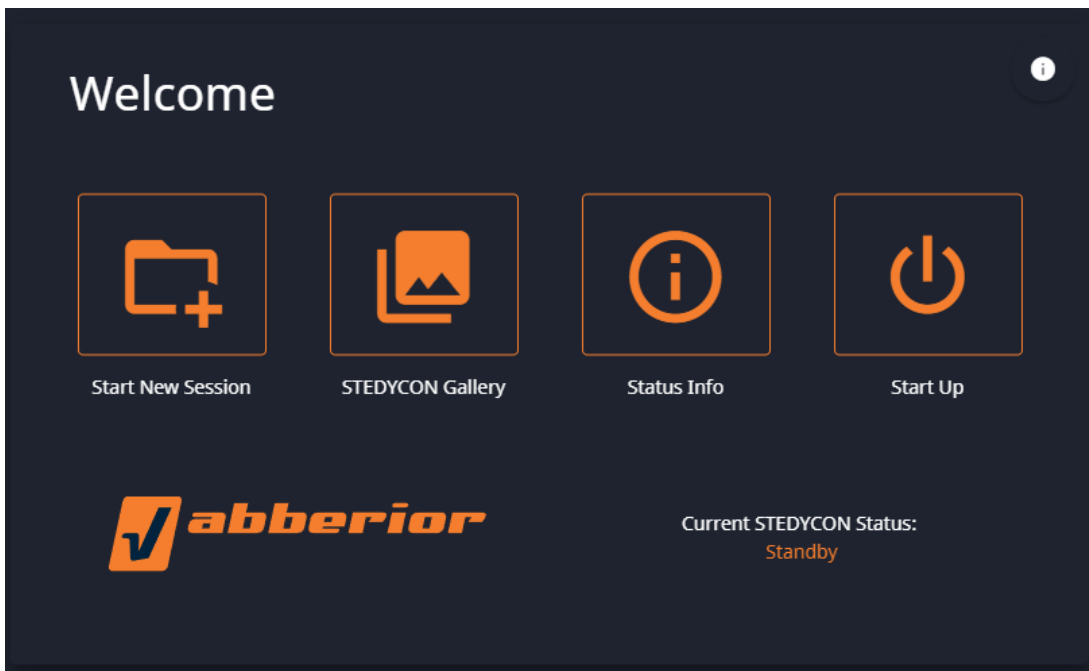 Welcome
Start New Session
STEDYCON Gallery
Status Info
Start Up
abberior
Current STEDYCON Status:
Standby